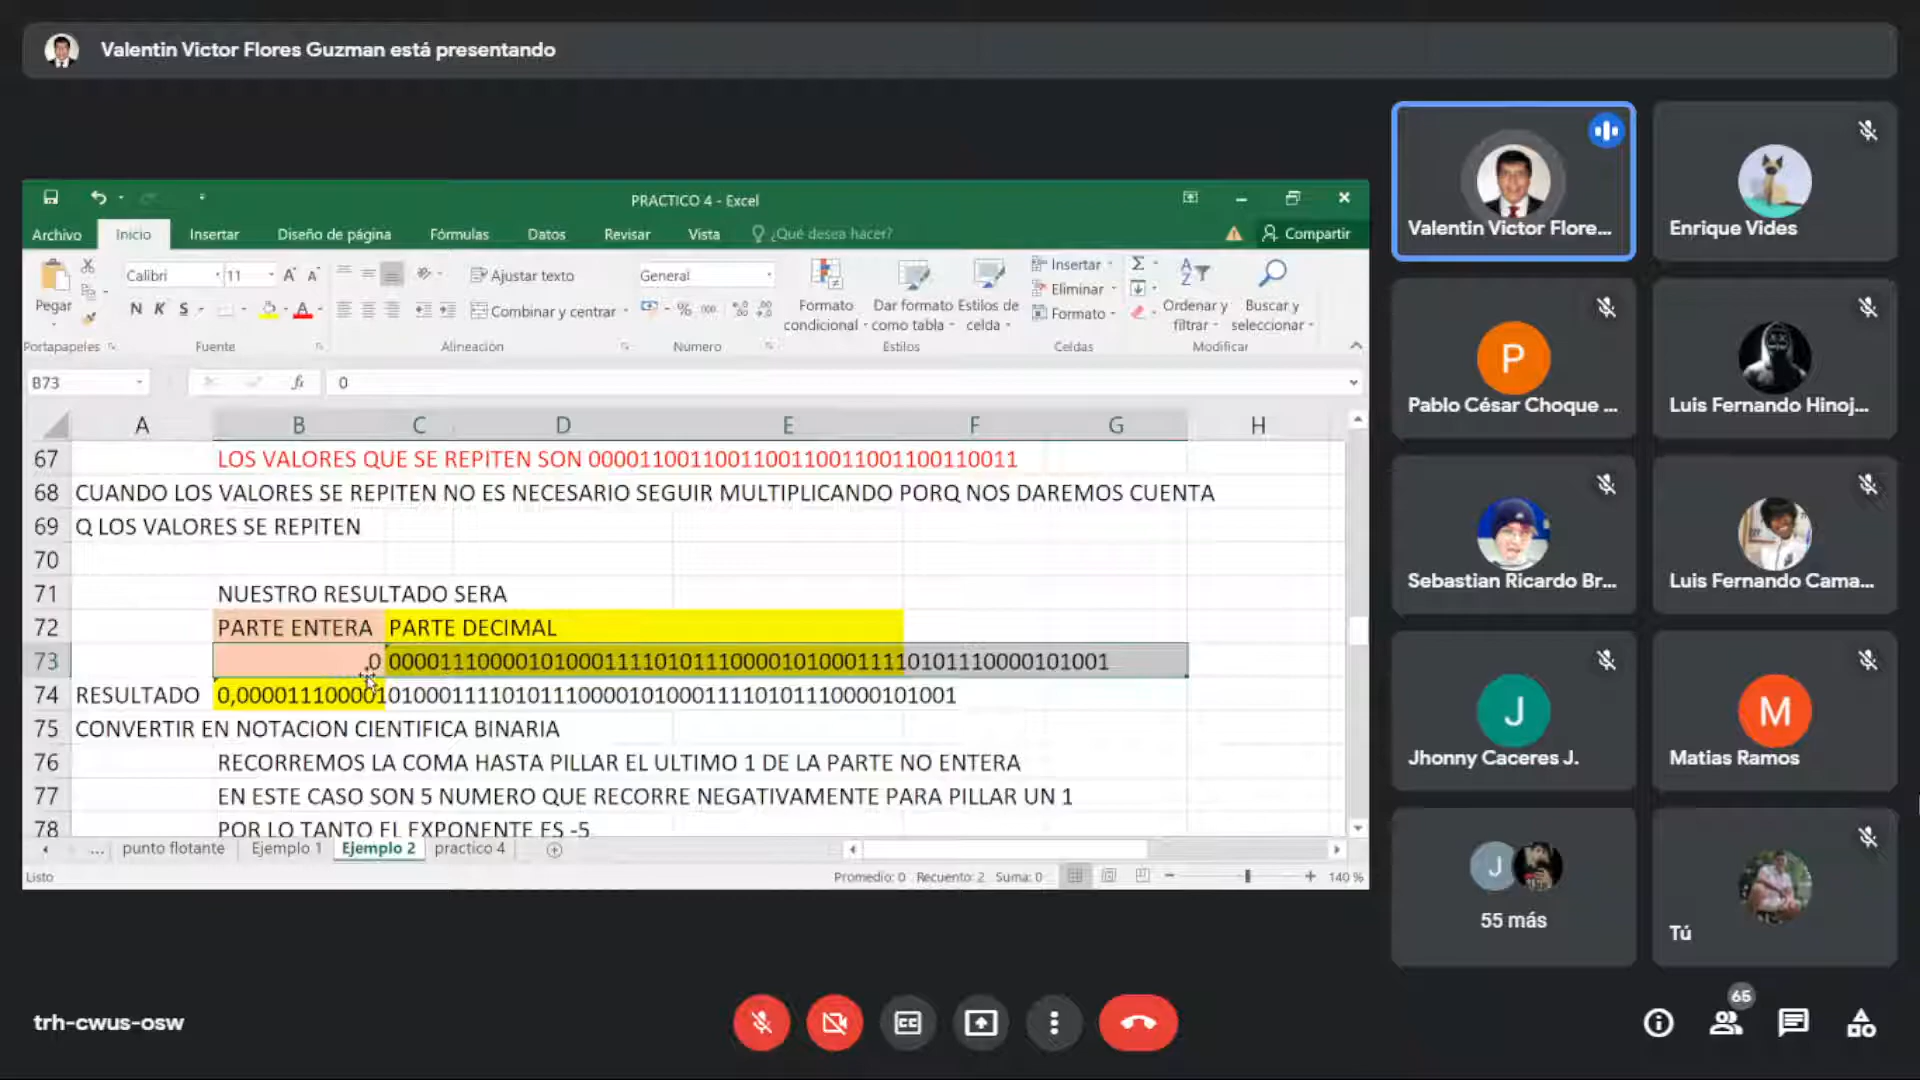 Valentin Victor Flores Guzman está presentando
PRACTICO 4 - Excel
Archivo Inicio Insertar Diseño de página Fórmulas Datos Revisar Vista ¿Qué desea hacer? Compartir
Calibri 11 Ajustar texto General Insertar
Pegar N K S Combinar y centrar % 000 Formato condicional Dar formato como tabla Estilos de celda Eliminar Formato Ordenar y filtrar Buscar y seleccionar
Portapapeles Fuente Alineación Número Estilos Celdas Modificar
B73 fx 0
A B C D E F G H
67 LOS VALORES QUE SE REPITEN SON 00001100110011001100110011001100110011
68 CUANDO LOS VALORES SE REPITEN NO ES NECESARIO SEGUIR MULTIPLICANDO PORQ NOS DAREMOS CUENTA
69 Q LOS VALORES SE REPITEN
70
71 NUESTRO RESULTADO SERA
72 PARTE ENTERA PARTE DECIMAL
73 0 000011100001010001111010111000010100011110101110000101001
74 RESULTADO 0,000011100001010001111010111000010100011110101110000101001
75 CONVERTIR EN NOTACION CIENTIFICA BINARIA
76 RECORREMOS LA COMA HASTA PILLAR EL ULTIMO 1 DE LA PARTE NO ENTERA
77 EN ESTE CASO SON 5 NUMERO QUE RECORRE NEGATIVAMENTE PARA PILLAR UN 1
78 POR LO TANTO EL EXPONENTE ES -5
... punto flotante Ejemplo 1 Ejemplo 2 practico 4
Listo Promedio: 0 Recuento: 2 Suma: 0 140 %
Valentin Victor Flore...
Enrique Vides
P
Pablo César Choque ...
Luis Fernando Hinoj...
Sebastian Ricardo Br...
Luis Fernando Cama...
J
Jhonny Caceres J.
M
Matias Ramos
J
55 más
Tú
trh-cwus-osw
CC
65